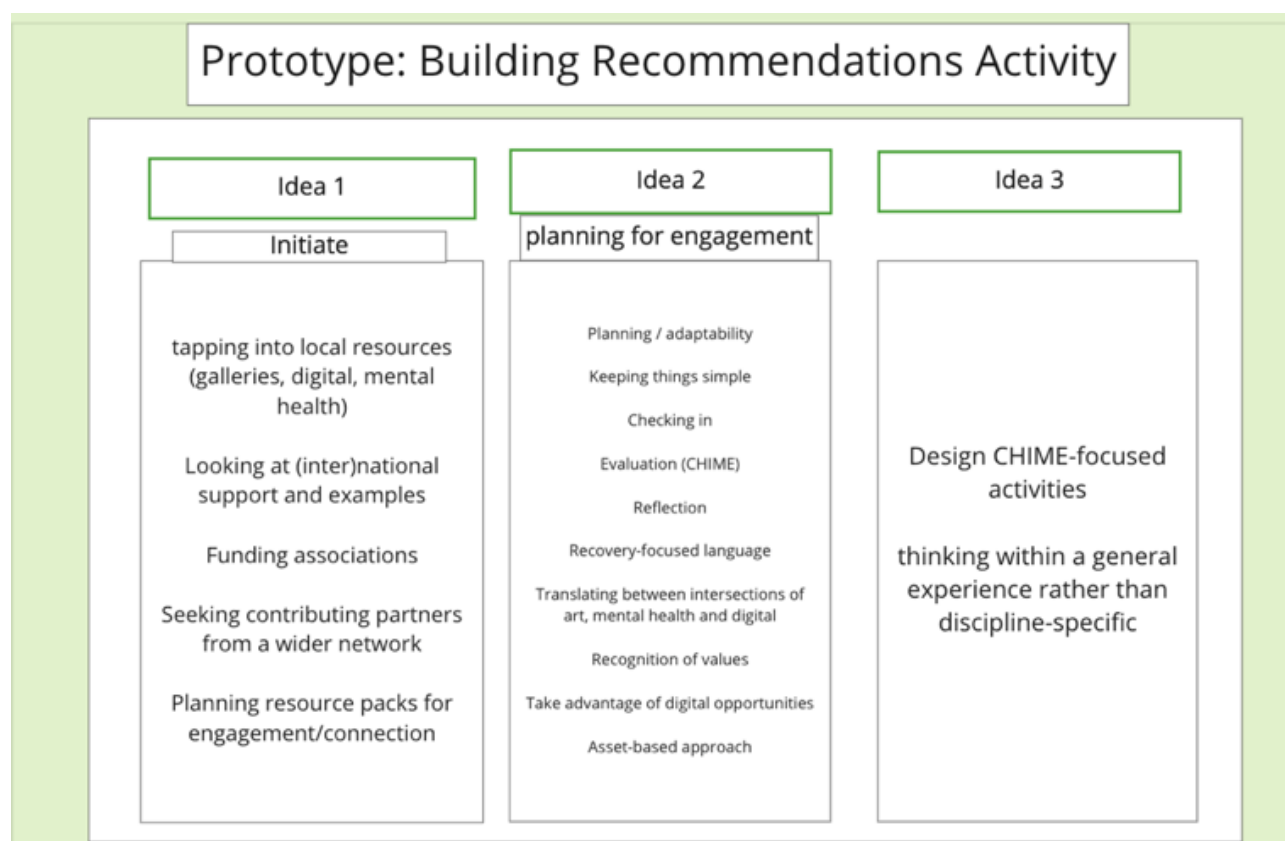 Prototype: Building Recommendations Activity
Idea 1
Initiate
tapping into local resources
(galleries, digital, mental
health)
Looking at (inter)national
support and examples
Funding associations
Seeking contributing partners
from a wider network
Planning resource packs for
engagement/connection
Idea 2
planning for engagement
Planning / adaptability
Keeping things simple
Checking in
Evaluation (CHIME)
Reflection
Recovery-focused language
Translating between intersections of
art, mental health and digital
Recognition of values
Take advantage of digital opportunities
Asset-based approach
Idea 3
Design CHIME-focused
activities
thinking within a general
experience rather than
discipline-specific